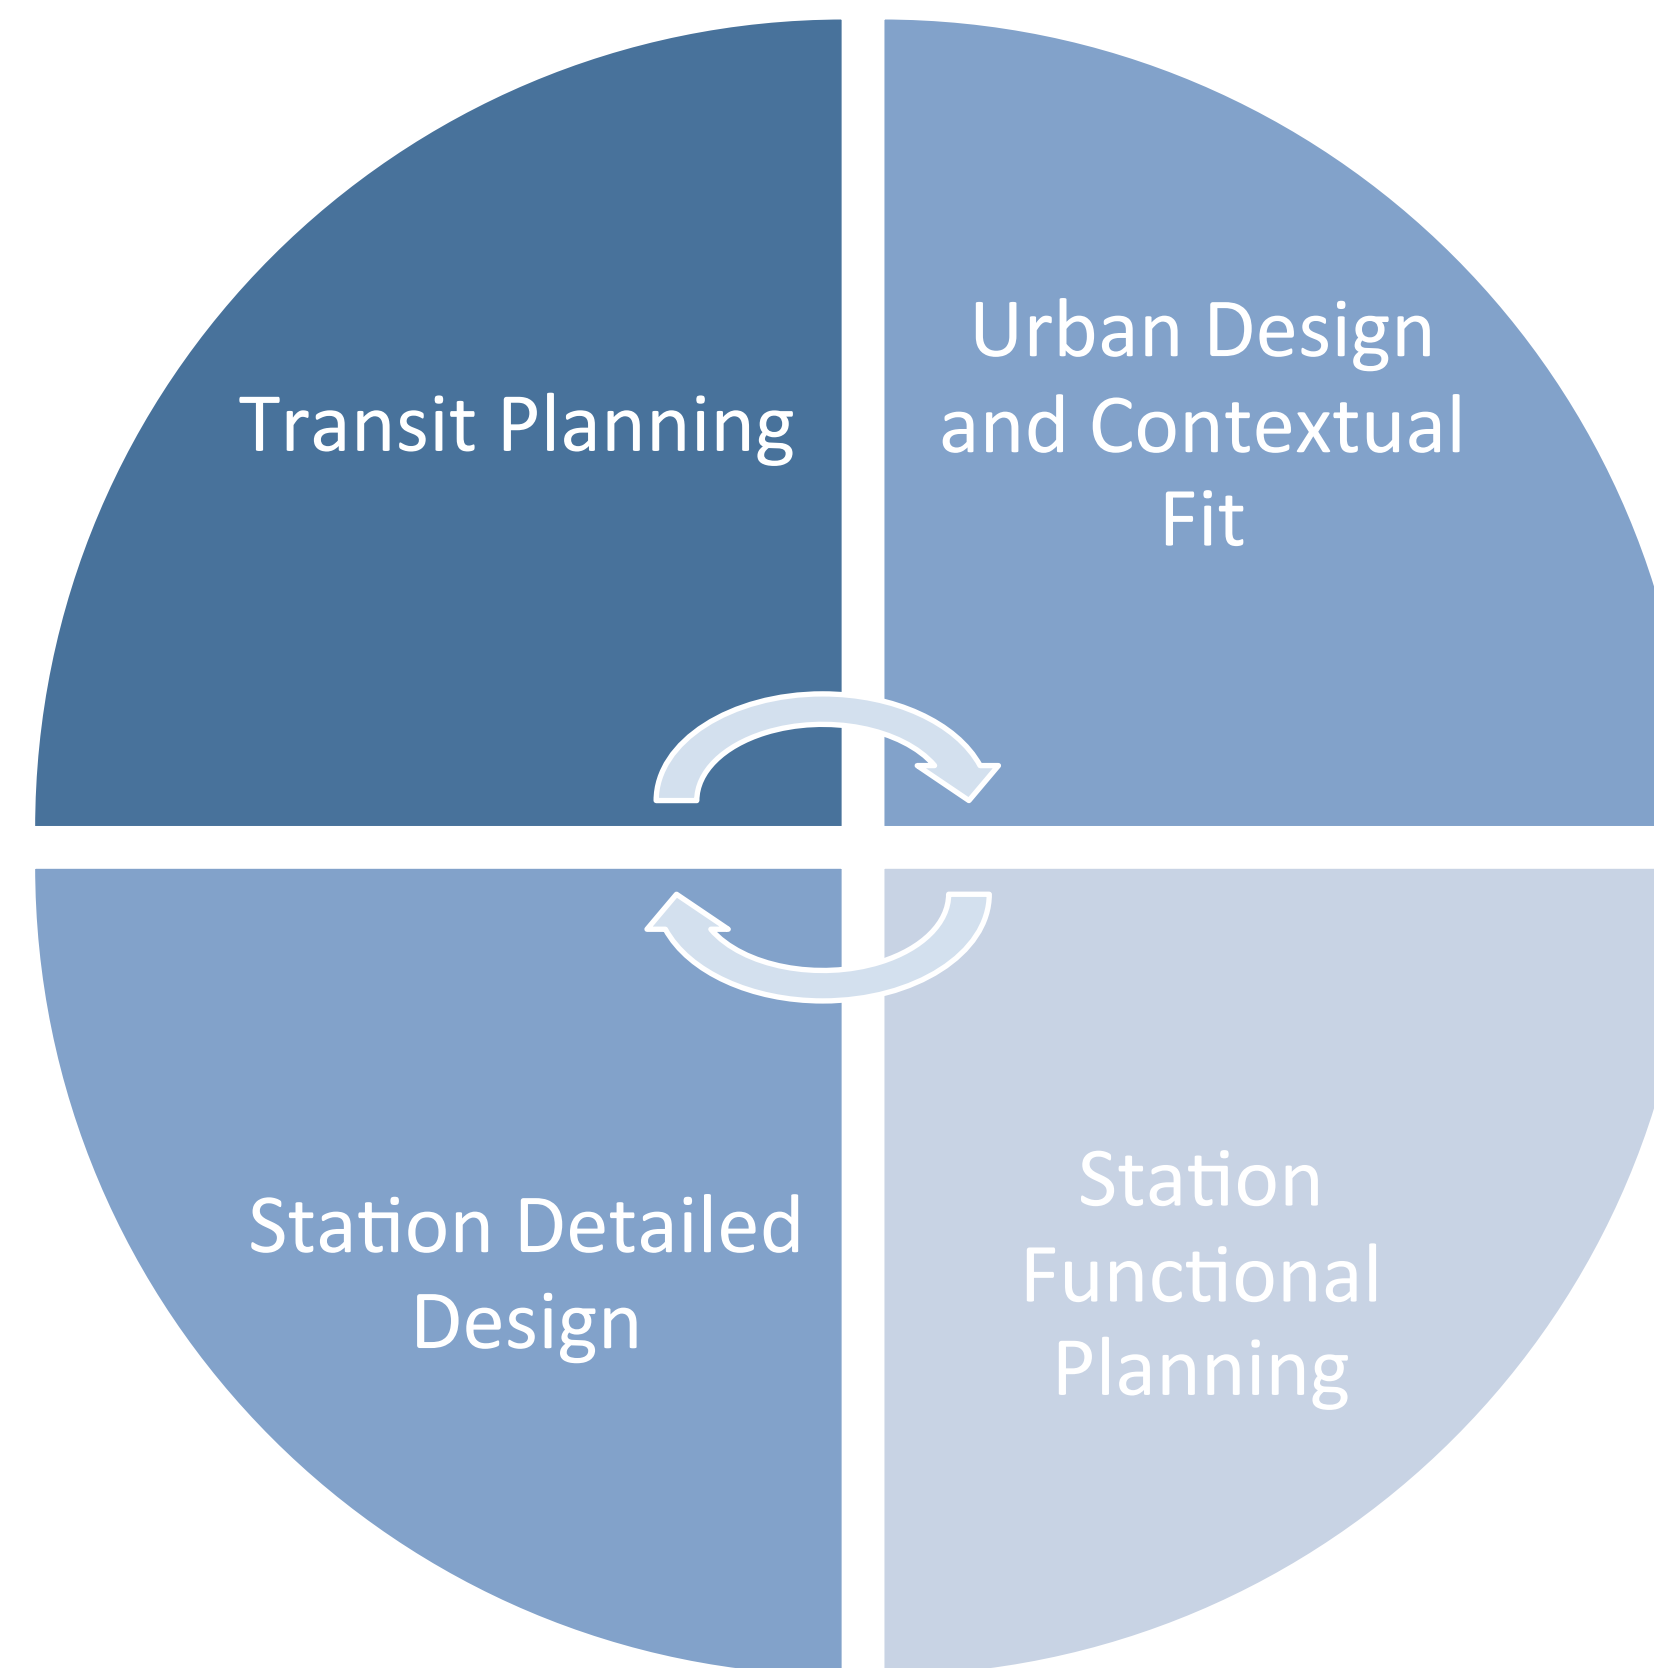 Transit Planning
Urban Design
and Contextual
Fit
Station Detailed
Design
Station
Functional
Planning